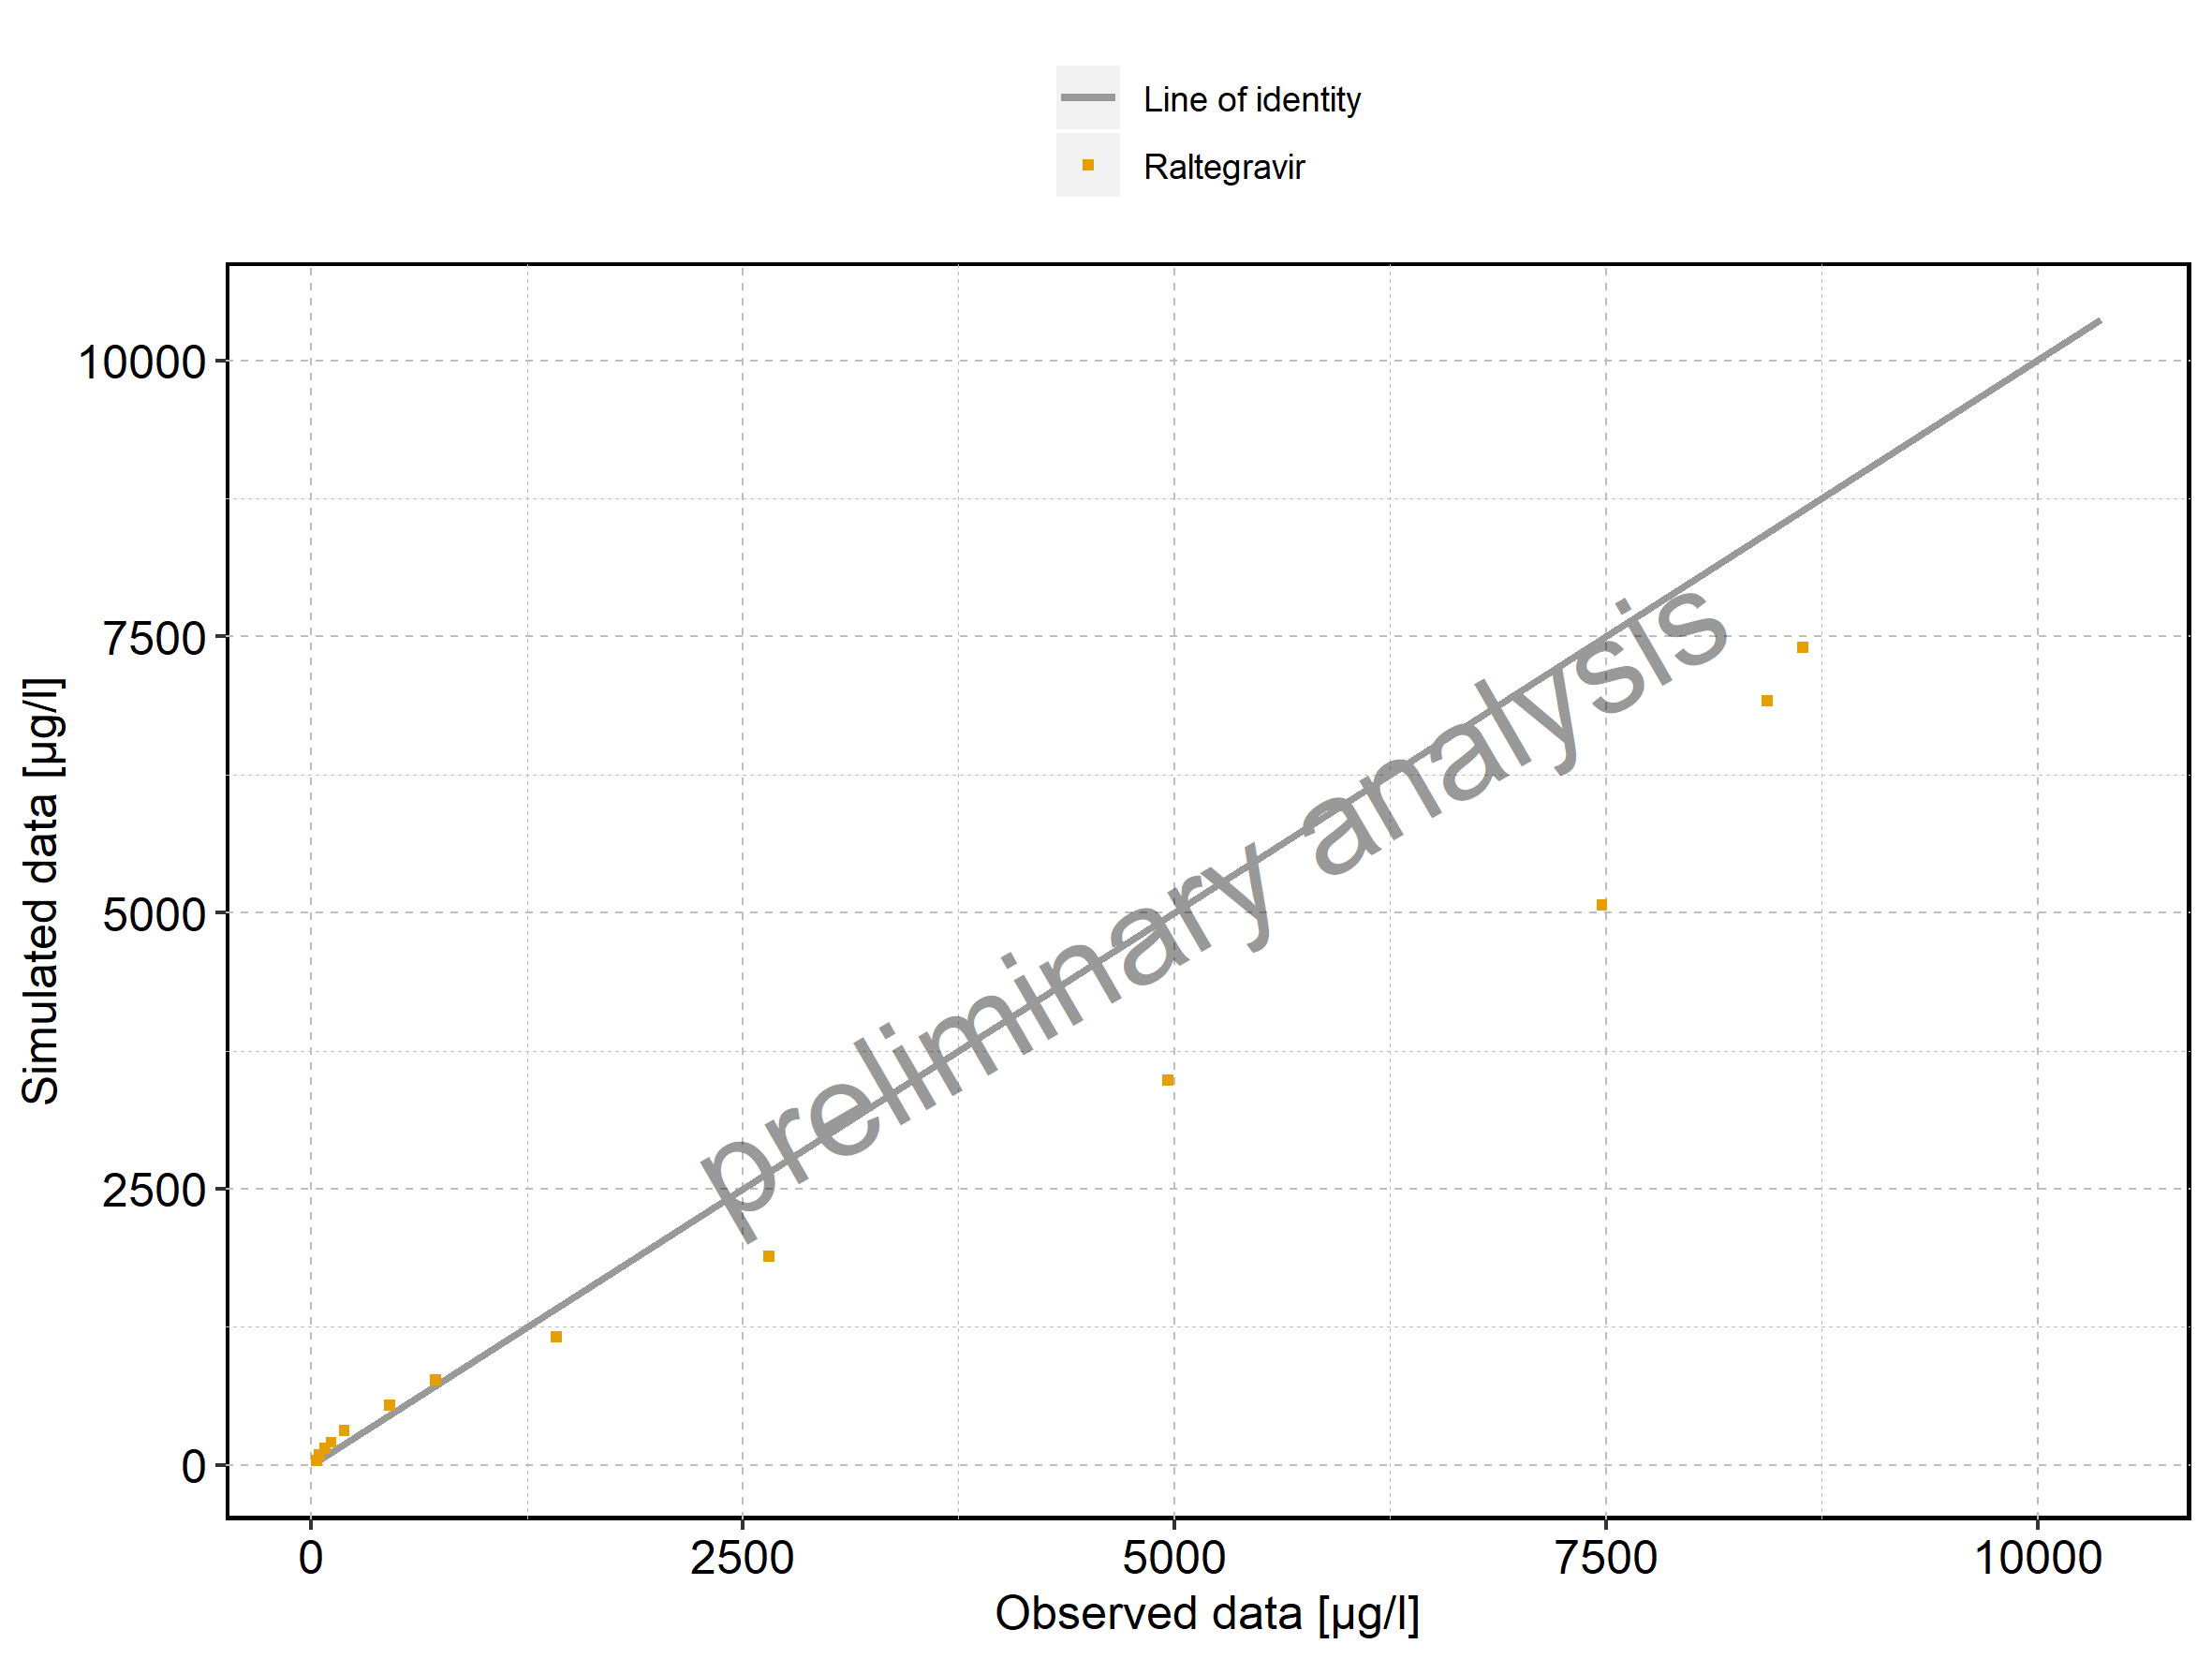 Line of identity
Raltegravir
10000
7500
5000
2500
0
Simulated data [µg/l]
preliminary analysis
0 2500 5000 7500 10000
Observed data [µg/l]